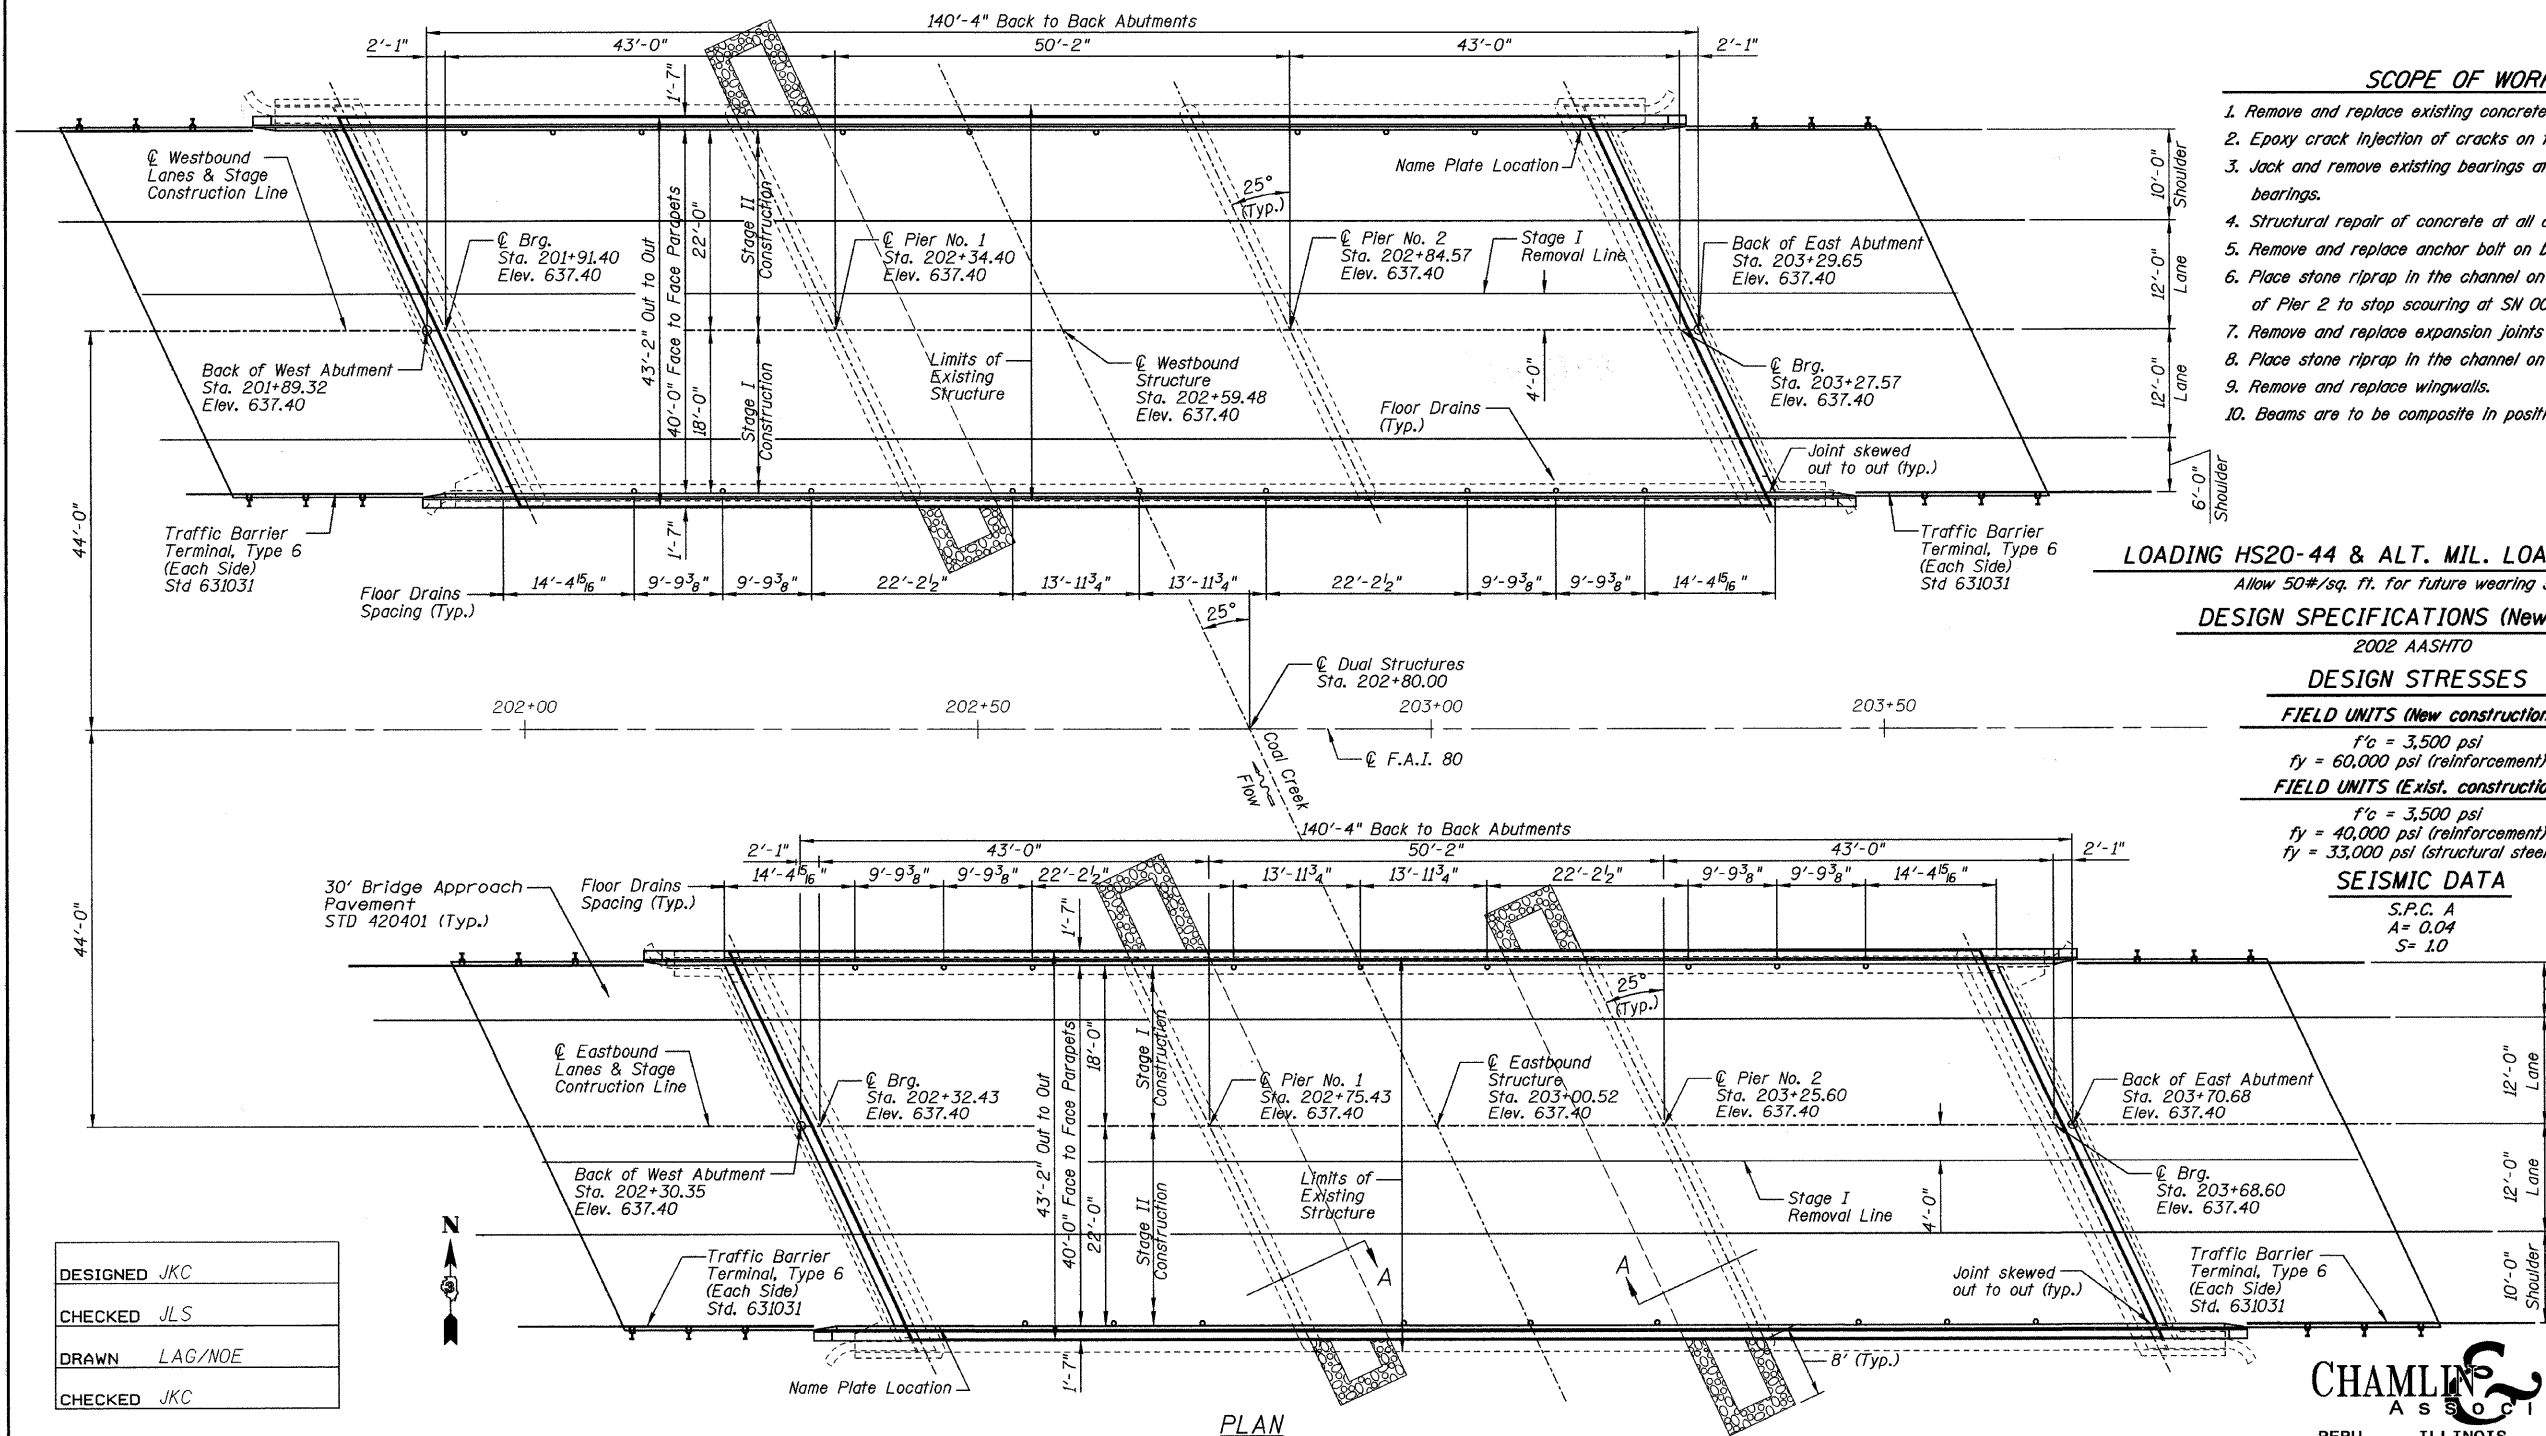 140'-4" Back to Back Abutments
2'-1"
43'-0"
50'-2"
43'-0"
2'-1"
1'-7"
℄ Westbound
Lanes & Stage
Construction Line
℄ Brg.
Sta. 201+91.40
Elev. 637.40
43'-2" Out to Out
40'-0" Face to Face Parapets
22'-0"
18'-0"
Stage II
Construction
Stage I
Construction
℄ Pier No. 1
Sta. 202+34.40
Elev. 637.40
25°
(Typ.)
Name Plate Location
℄ Pier No. 2
Sta. 202+84.57
Elev. 637.40
Stage I
Removal Line
Back of East Abutment
Sta. 203+29.65
Elev. 637.40
10'-0"
Shoulder
12'-0"
Lane
12'-0"
Lane
6'-0"
Shoulder
Back of West Abutment
Sta. 201+89.32
Elev. 637.40
Limits of
Existing
Structure
℄ Westbound
Structure
Sta. 202+59.48
Elev. 637.40
4'-0"
℄ Brg.
Sta. 203+27.57
Elev. 637.40
Floor Drains
(Typ.)
Joint skewed
out to out (typ.)
44'-0"
Traffic Barrier
Terminal, Type 6
(Each Side)
Std 631031
1'-7"
Traffic Barrier
Terminal, Type 6
(Each Side)
Std 631031
Floor Drains
Spacing (Typ.)
14'-4 15/16"
9'-9 3/8"
9'-9 3/8"
22'-2 1/2"
13'-11 3/4"
13'-11 3/4"
22'-2 1/2"
9'-9 3/8"
9'-9 3/8"
14'-4 15/16"
25°
℄ Dual Structures
Sta. 202+80.00
202+00
202+50
203+00
203+50
℄ F.A.I. 80
Coal Creek
Flow
SCOPE OF WORK
1. Remove and replace existing concrete
2. Epoxy crack injection of cracks on
3. Jack and remove existing bearings
bearings.
4. Structural repair of concrete at all
5. Remove and replace anchor bolt on
6. Place stone riprap in the channel on
of Pier 2 to stop scouring at SN
7. Remove and replace expansion joints
8. Place stone riprap in the channel on
9. Remove and replace wingwalls.
10. Beams are to be composite in
LOADING HS20-44 & ALT. MIL.
Allow 50#/sq. ft. for future wearing
DESIGN SPECIFICATIONS (New
2002 AASHTO
DESIGN STRESSES
FIELD UNITS (New construction
f'c = 3,500 psi
fy = 60,000 psi (reinforcement)
FIELD UNITS (Exist.
f'c = 3,500 psi
fy = 40,000 psi (reinforcement)
fy = 33,000 psi (structural
SEISMIC DATA
S.P.C. A
A= 0.04
S= 1.0
140'-4" Back to Back Abutments
2'-1"
43'-0"
50'-2"
43'-0"
2'-1"
30' Bridge Approach
Pavement
STD 420401 (Typ.)
Floor Drains
Spacing (Typ.)
14'-4 15/16"
9'-9 3/8"
9'-9 3/8"
22'-2 1/2"
13'-11 3/4"
13'-11 3/4"
22'-2 1/2"
9'-9 3/8"
9'-9 3/8"
14'-4 15/16"
44'-0"
1'-7"
25°
(Typ.)
℄ Eastbound
Lanes & Stage
Contruction Line
℄ Brg.
Sta. 202+32.43
Elev. 637.40
43'-2" Out to Out
40'-0" Face to Face Parapets
18'-0"
22'-0"
Stage I
Construction
Stage II
Construction
℄ Pier No. 1
Sta. 202+75.43
Elev. 637.40
℄ Eastbound
Structure
Sta. 203+00.52
Elev. 637.40
℄ Pier No. 2
Sta. 203+25.60
Elev. 637.40
Back of East Abutment
Sta. 203+70.68
Elev. 637.40
12'-0"
Lane
12'-0"
Lane
10'-0"
Shoulder
Back of West Abutment
Sta. 202+30.35
Elev. 637.40
Limits of
Existing
Structure
Stage I
Removal Line
4'-0"
℄ Brg.
Sta. 203+68.60
Elev. 637.40
N
Traffic Barrier
Terminal, Type 6
(Each Side)
Std. 631031
A
A
Joint skewed
out to out (typ.)
Traffic Barrier
Terminal, Type 6
(Each Side)
Std. 631031
Name Plate Location
1'-7"
8' (Typ.)
PLAN
DESIGNED JKC
CHECKED JLS
DRAWN LAG/NOE
CHECKED JKC
CHAMLIN &
PERU ILLINOIS